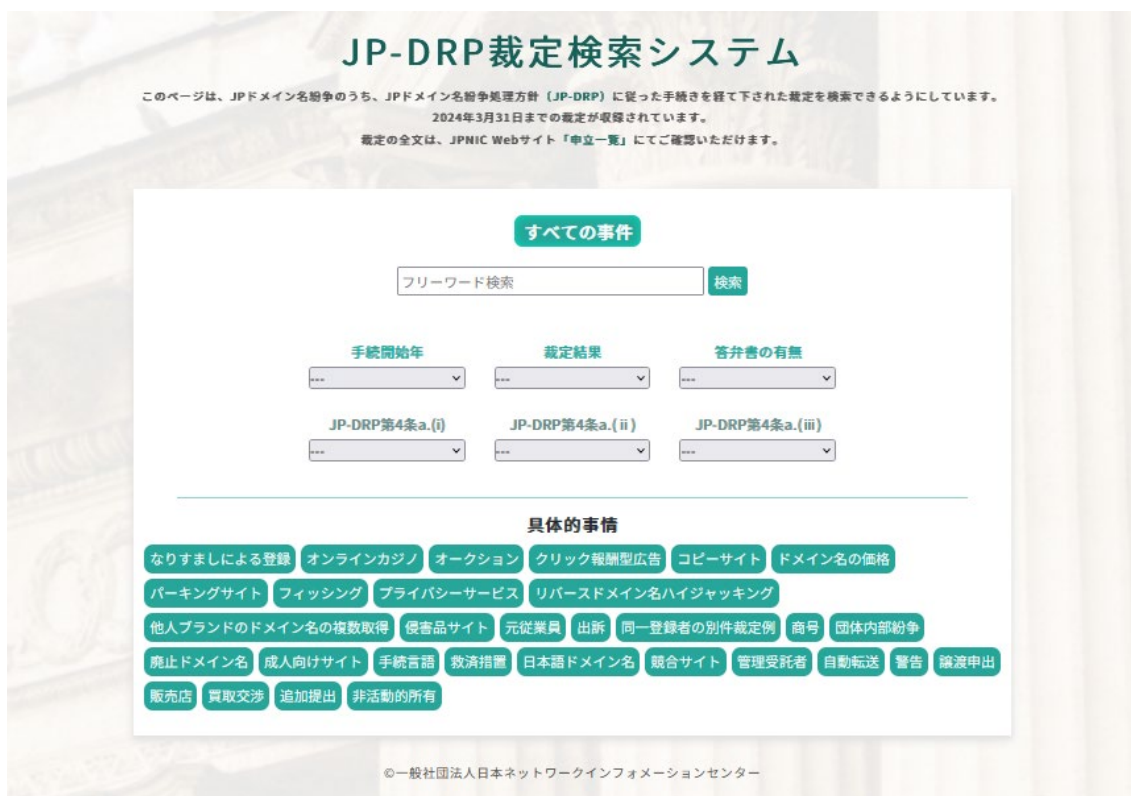 JP-DRP裁定検索システム
このページは、JPドメイン名紛争のうち、JPドメイン名紛争処理方針（JP-DRP）に従った手続きを経て下された裁定を検索できるようにしています。
2024年3月31日までの裁定が収録されています。
裁定の全文は、JPNIC Webサイト「申立一覧」にてご確認いただけます。
すべての事件
フリーワード検索 検索
手続開始年 裁定結果 答弁書の有無
--- --- ---
JP-DRP第4条a.(i) JP-DRP第4条a.(ⅱ) JP-DRP第4条a.(ⅲ)
--- --- ---
具体的事情
なりすましによる登録 オンラインカジノ オークション クリック報酬型広告 コピーサイト ドメイン名の価格
パーキングサイト フィッシング プライバシーサービス リバースドメイン名ハイジャッキング
他人ブランドのドメイン名の複数取得 侵害品サイト 元従業員 出訴 同一登録者の別件裁定例 商号 団体内部紛争
廃止ドメイン名 成人向けサイト 手続言語 救済措置 日本語ドメイン名 競合サイト 管理受託者 自動転送 警告 譲渡申出
販売店 買取交渉 追加提出 非活動的所有
©一般社団法人日本ネットワークインフォメーションセンター